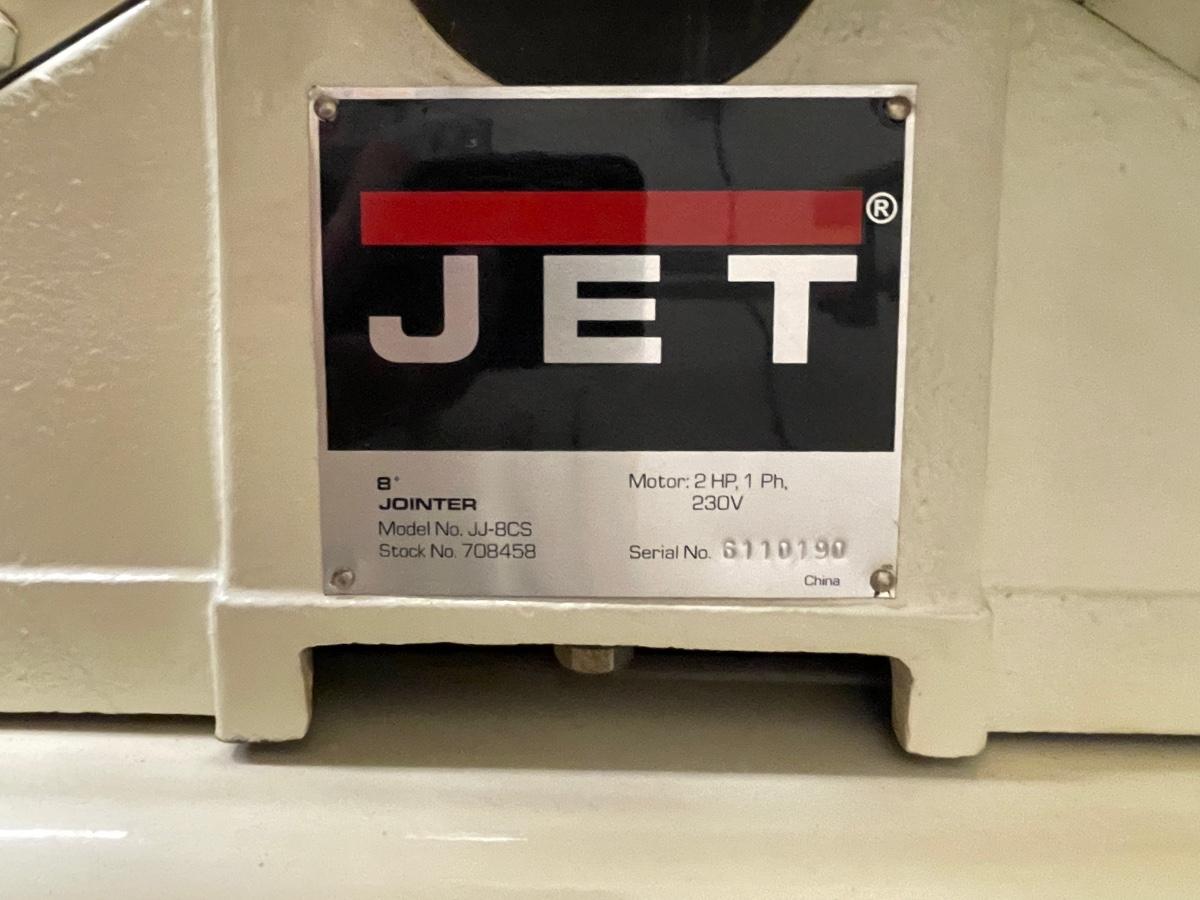 JET®
8"
JOINTER
Model No. JJ-8CS
Stock No. 708458
Motor: 2 HP, 1 Ph,
230V
Serial No. 6110190
China